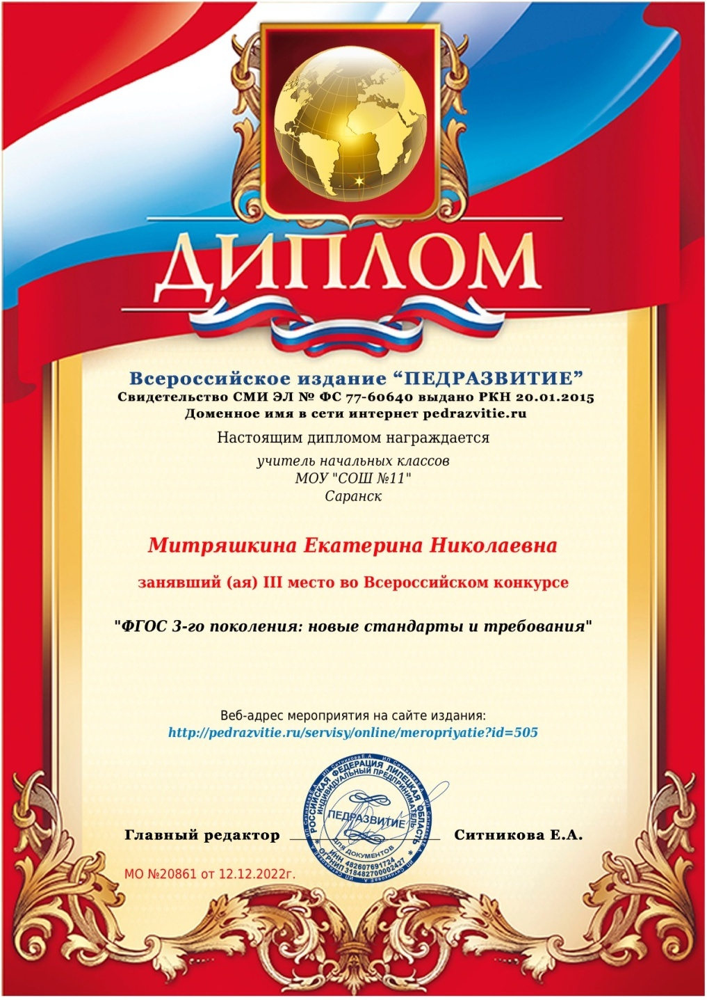 ДИПЛОМ
Всероссийское издание “ПЕДРАЗВИТИЕ”
Свидетельство СМИ ЭЛ № ФС 77-60640 выдано РКН 20.01.2015
Доменное имя в сети интернет pedrazvitie.ru
Настоящим дипломом награждается
учитель начальных классов
МОУ "СОШ №11"
Саранск
Митряшкина Екатерина Николаевна
занявший (ая) III место во Всероссийском конкурсе
"ФГОС 3-го поколения: новые стандарты и требования"
Веб-адрес мероприятия на сайте издания:
http://pedrazvitie.ru/servisy/online/meropriyatie?id=505
РОССИЙСКАЯ ФЕДЕРАЦИЯ ЛИПЕЦКАЯ ОБЛАСТЬ
ИНДИВИДУАЛЬНЫЙ ПРЕДПРИНИМАТЕЛЬ
ПЕДРАЗВИТИЕ
ДЛЯ ДОКУМЕНТОВ
ИНН 482607691724
ОГРНИП 318482700002427
ИП Ситникова Е.А.
Главный редактор Ситникова Е.А.
МО №20861 от 12.12.2022г.